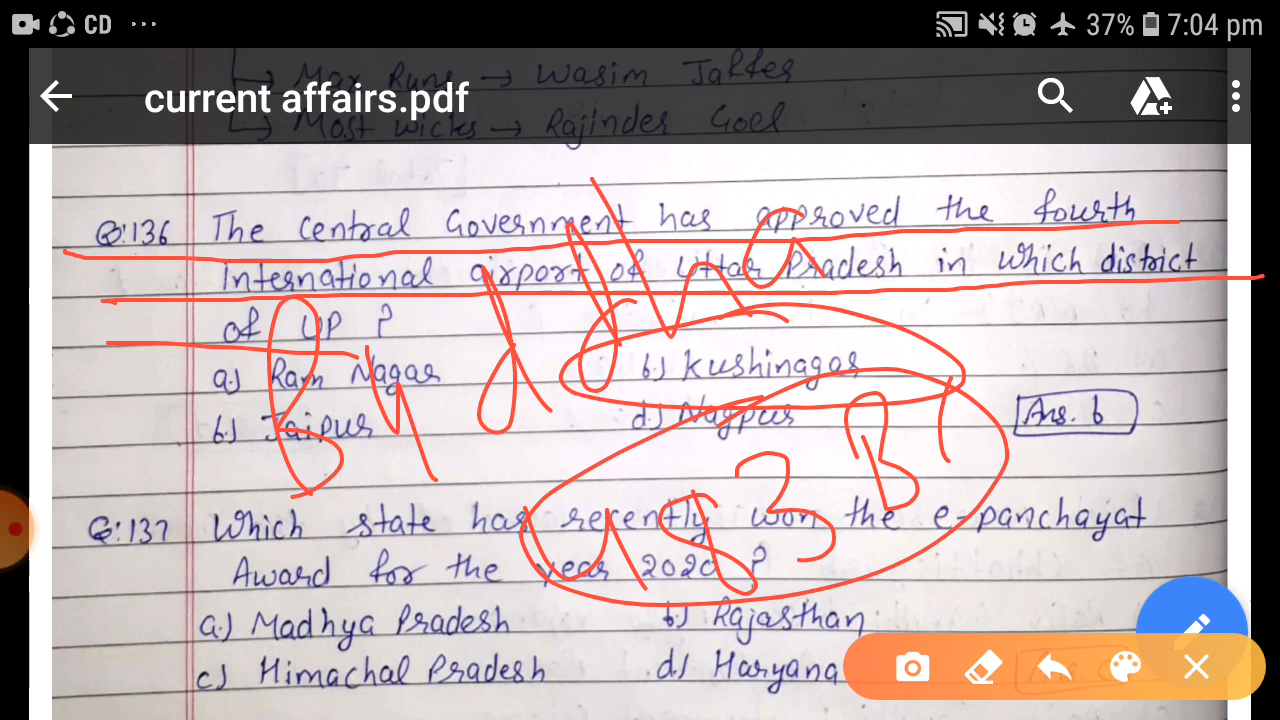 CD ... 37% 7:04 pm
Max Runs → Wasim Jaffer
current affairs.pdf
Most wicks → Rajinder Goel
Q:136 The Central Government has approved the fourth
International airport of Uttar Pradesh in which district
of UP ?
a.) Ram Nagar b.) Kushinagar
b.) Jaipur d.) Nagpur Ans. b
Q:137 Which state has recently won the e-panchayat
Award for the year 2020 ?
a.) Madhya Pradesh b.) Rajasthan
c.) Himachal Pradesh d.) Haryana